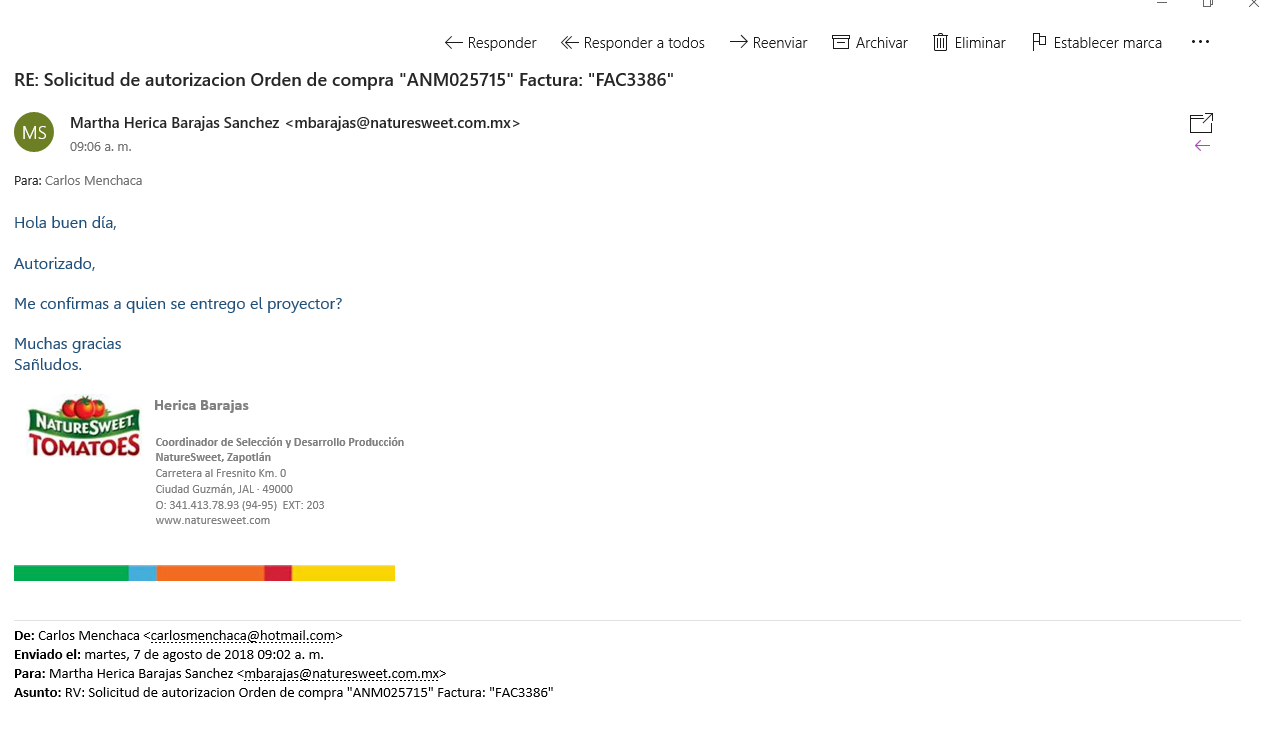 Responder
Responder a todos
Reenviar
Archivar
Eliminar
Establecer marca
RE: Solicitud de autorizacion Orden de compra "ANM025715" Factura: "FAC3386"
MS
Martha Herica Barajas Sanchez <mbarajas@naturesweet.com.mx>
09:06 a. m.
Para: Carlos Menchaca
Hola buen día,
Autorizado,
Me confirmas a quien se entrego el proyector?
Muchas gracias
Sañludos.
NATURESWEET
TOMATOES
Herica Barajas
Coordinador de Selección y Desarrollo Producción
NatureSweet, Zapotlán
Carretera al Fresnito Km. 0
Ciudad Guzmán, JAL - 49000
O: 341.413.78.93 (94-95) EXT: 203
www.naturesweet.com
De: Carlos Menchaca <carlosmenchaca@hotmail.com>
Enviado el: martes, 7 de agosto de 2018 09:02 a. m.
Para: Martha Herica Barajas Sanchez <mbarajas@naturesweet.com.mx>
Asunto: RV: Solicitud de autorizacion Orden de compra "ANM025715" Factura: "FAC3386"